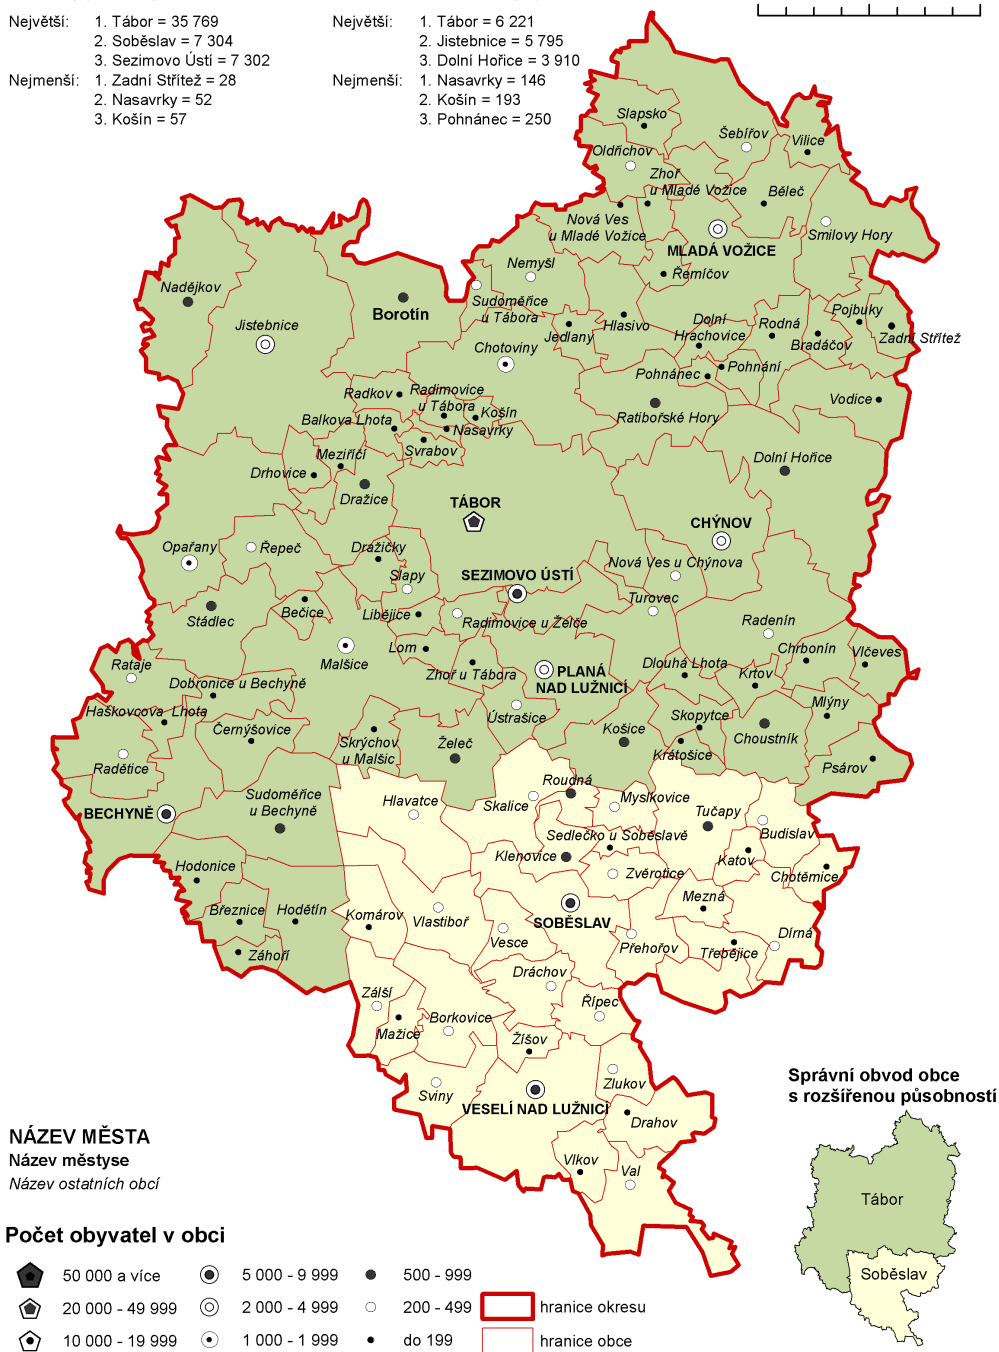 Největší: 1. Tábor = 35 769
2. Soběslav = 7 304
3. Sezimovo Ústí = 7 302
Nejmenší: 1. Zadní Střítež = 28
2. Nasavrky = 52
3. Košín = 57
Největší: 1. Tábor = 6 221
2. Jistebnice = 5 795
3. Dolní Hořice = 3 910
Nejmenší: 1. Nasavrky = 146
2. Košín = 193
3. Pohnánec = 250
Slapsko
Šebířov
Vilice
Oldřichov
Zhoř
u Mladé Vožice
Běleč
Nová Ves
u Mladé Vožice
Smilovy Hory
MLADÁ VOŽICE
Nemyšl
Řemíčov
Nadějkov
Sudoměřice
u Tábora
Borotín
Jistebnice
Jedlany
Hlasivo
Dolní
Hrachovice
Rodná
Pojbuky
Bradáčov
Zadní Střítež
Chotoviny
Pohnánec
Pohnání
Vodice
Radkov
Radimovice
u Tábora
Košín
Ratibořské Hory
Balkova Lhota
Nasavrky
Svrabov
Meziříčí
Drhovice
Dražice
Dolní Hořice
TÁBOR
CHÝNOV
Opařany
Řepeč
Dražičky
Slapy
SEZIMOVO ÚSTÍ
Nová Ves u Chýnova
Turovec
Stádlec
Bečice
Libějice
Radimovice u Želče
Radenín
Malšice
Lom
Zhoř u Tábora
PLANÁ
NAD LUŽNICÍ
Dlouhá Lhota
Chrbonín
Vlčeves
Krtov
Rataje
Dobronice u Bechyně
Haškovcova Lhota
Černýšovice
Ústrašice
Skopytce
Mlýny
Košice
Choustník
Krátošice
Skrýchov
u Malšic
Želeč
Psárov
Radětice
BECHYNĚ
Sudoměřice
u Bechyně
Hlavatce
Skalice
Roudná
Myslkovice
Tučapy
Budislav
Sedlečko u Soběslavě
Klenovice
Katov
Chotěmice
Zvěrotice
Hodonice
Mezná
Březnice
Hodětín
Komárov
Vlastiboř
SOBĚSLAV
Vesce
Přehořov
Třebějice
Dírná
Záhoří
Dráchov
Zálší
Řípec
Borkovice
Mažice
Žíšov
Sviny
Zlukov
VESELÍ NAD LUŽNICÍ
Drahov
Vlkov
Val
Správní obvod obce
s rozšířenou působností
Tábor
Soběslav
NÁZEV MĚSTA
Název městyse
Název ostatních obcí
Počet obyvatel v obci
50 000 a více
5 000 - 9 999
500 - 999
20 000 - 49 999
2 000 - 4 999
200 - 499
hranice okresu
10 000 - 19 999
1 000 - 1 999
do 199
hranice obce